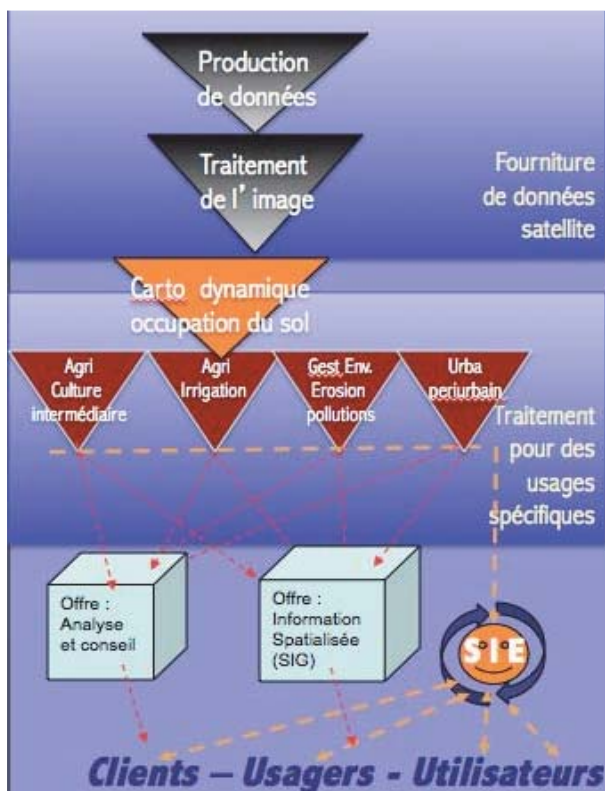 Production
de données
Traitement
de l' image
Fourniture
de données
satellite
Carto dynamique
occupation du sol
Agri
Culture
intermédiaire
Agri
Irrigation
Gest Env.
Erosion
pollutions
Urba
periurbain
Traitement
pour des
usages
spécifiques
Offre :
Analyse
et conseil
Offre :
Information
Spatialisée
(SIG)
SIE
Clients – Usagers - Utilisateurs